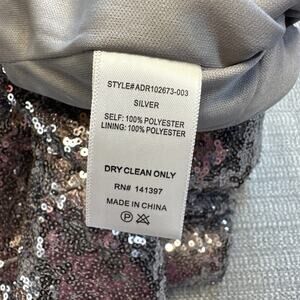 STYLE#ADR102673-003
SILVER
SELF: 100% POLYESTER
LINING: 100% POLYESTER
DRY CLEAN ONLY
RN# 141397
MADE IN CHINA
P